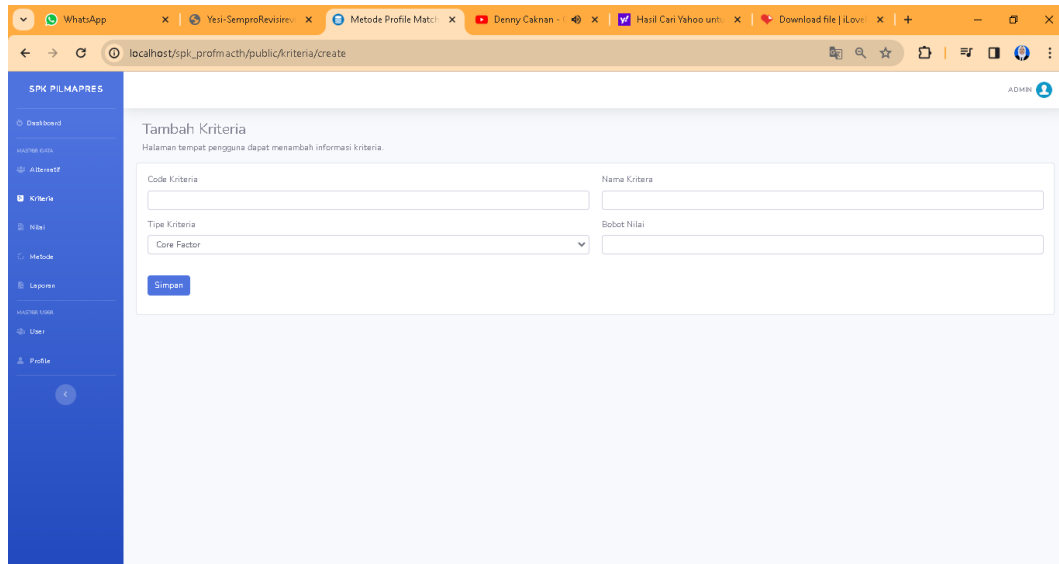 WhatsApp
Yesi-SemproRevisirev
Metode Profile Match
Denny Caknan -
Hasil Cari Yahoo untu
Download file | iLove
localhost/spk_profmacth/public/kriteria/create
SPK PILMAPRES
ADMIN
Dashboard
MASTER DATA
Alternatif
Kriteria
Nilai
Metode
Laporan
MASTER USER
User
Profile
Tambah Kriteria
Halaman tempat pengguna dapat menambah informasi kriteria.
Code Kriteria
Nama Kritera
Tipe Kriteria
Bobot Nilai
Core Factor
Simpan